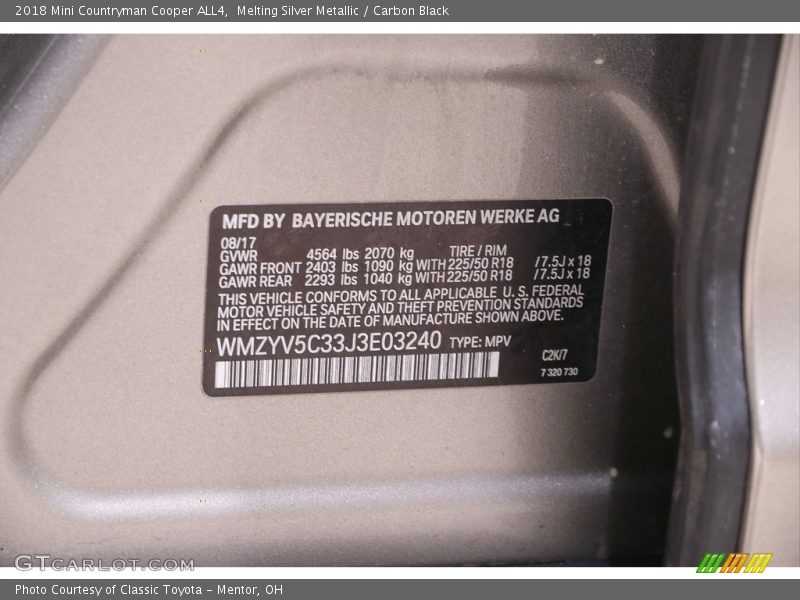 2018 Mini Countryman Cooper ALL4,  Melting Silver Metallic / Carbon Black
MFD BY BAYERISCHE MOTOREN WERKE AG
08/17
GVWR 4564 lbs 2070 kg TIRE / RIM
GAWR FRONT 2403 lbs 1090 kg WITH 225/50 R18 /7.5J x 18
GAWR REAR 2293 lbs 1040 kg WITH 225/50 R18 /7.5J x 18
THIS VEHICLE CONFORMS TO ALL APPLICABLE U. S. FEDERAL
MOTOR VEHICLE SAFETY AND THEFT PREVENTION STANDARDS
IN EFFECT ON THE DATE OF MANUFACTURE SHOWN ABOVE.
WMZYV5C33J3E03240 TYPE: MPV
C2K/7
7 320 730
GTCARLOT.COM
Photo Courtesy of Classic Toyota - Mentor, OH